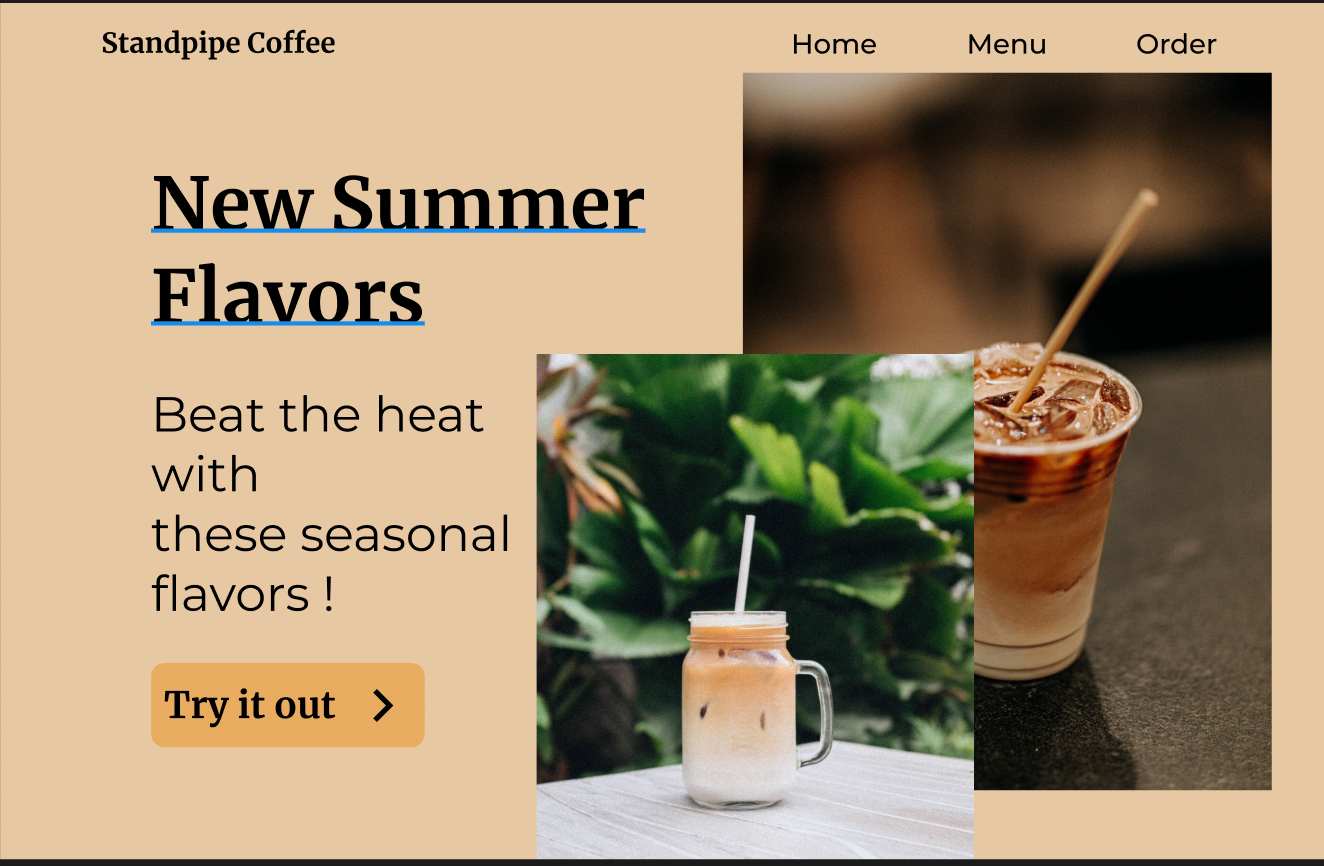 Standpipe Coffee
Home Menu Order
New Summer
Flavors
Beat the heat
with
these seasonal
flavors !
Try it out